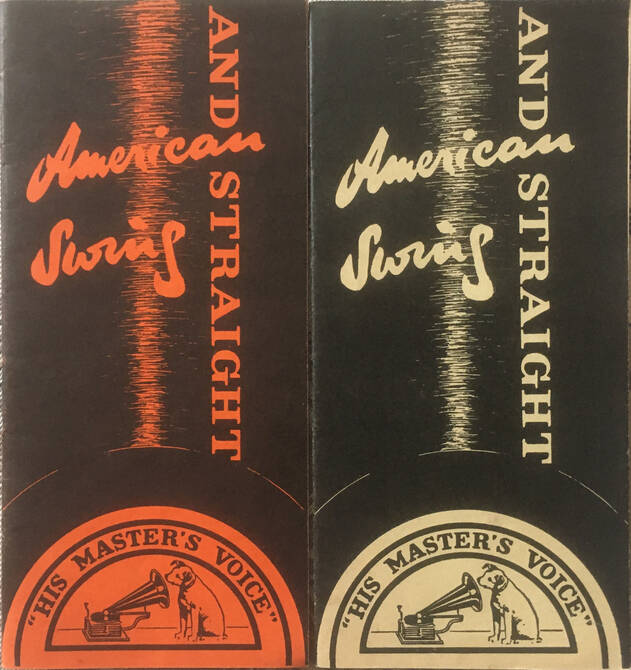 American
Swing
AND STRAIGHT
"HIS MASTER'S VOICE"
American
Swing
AND STRAIGHT
"HIS MASTER'S VOICE"